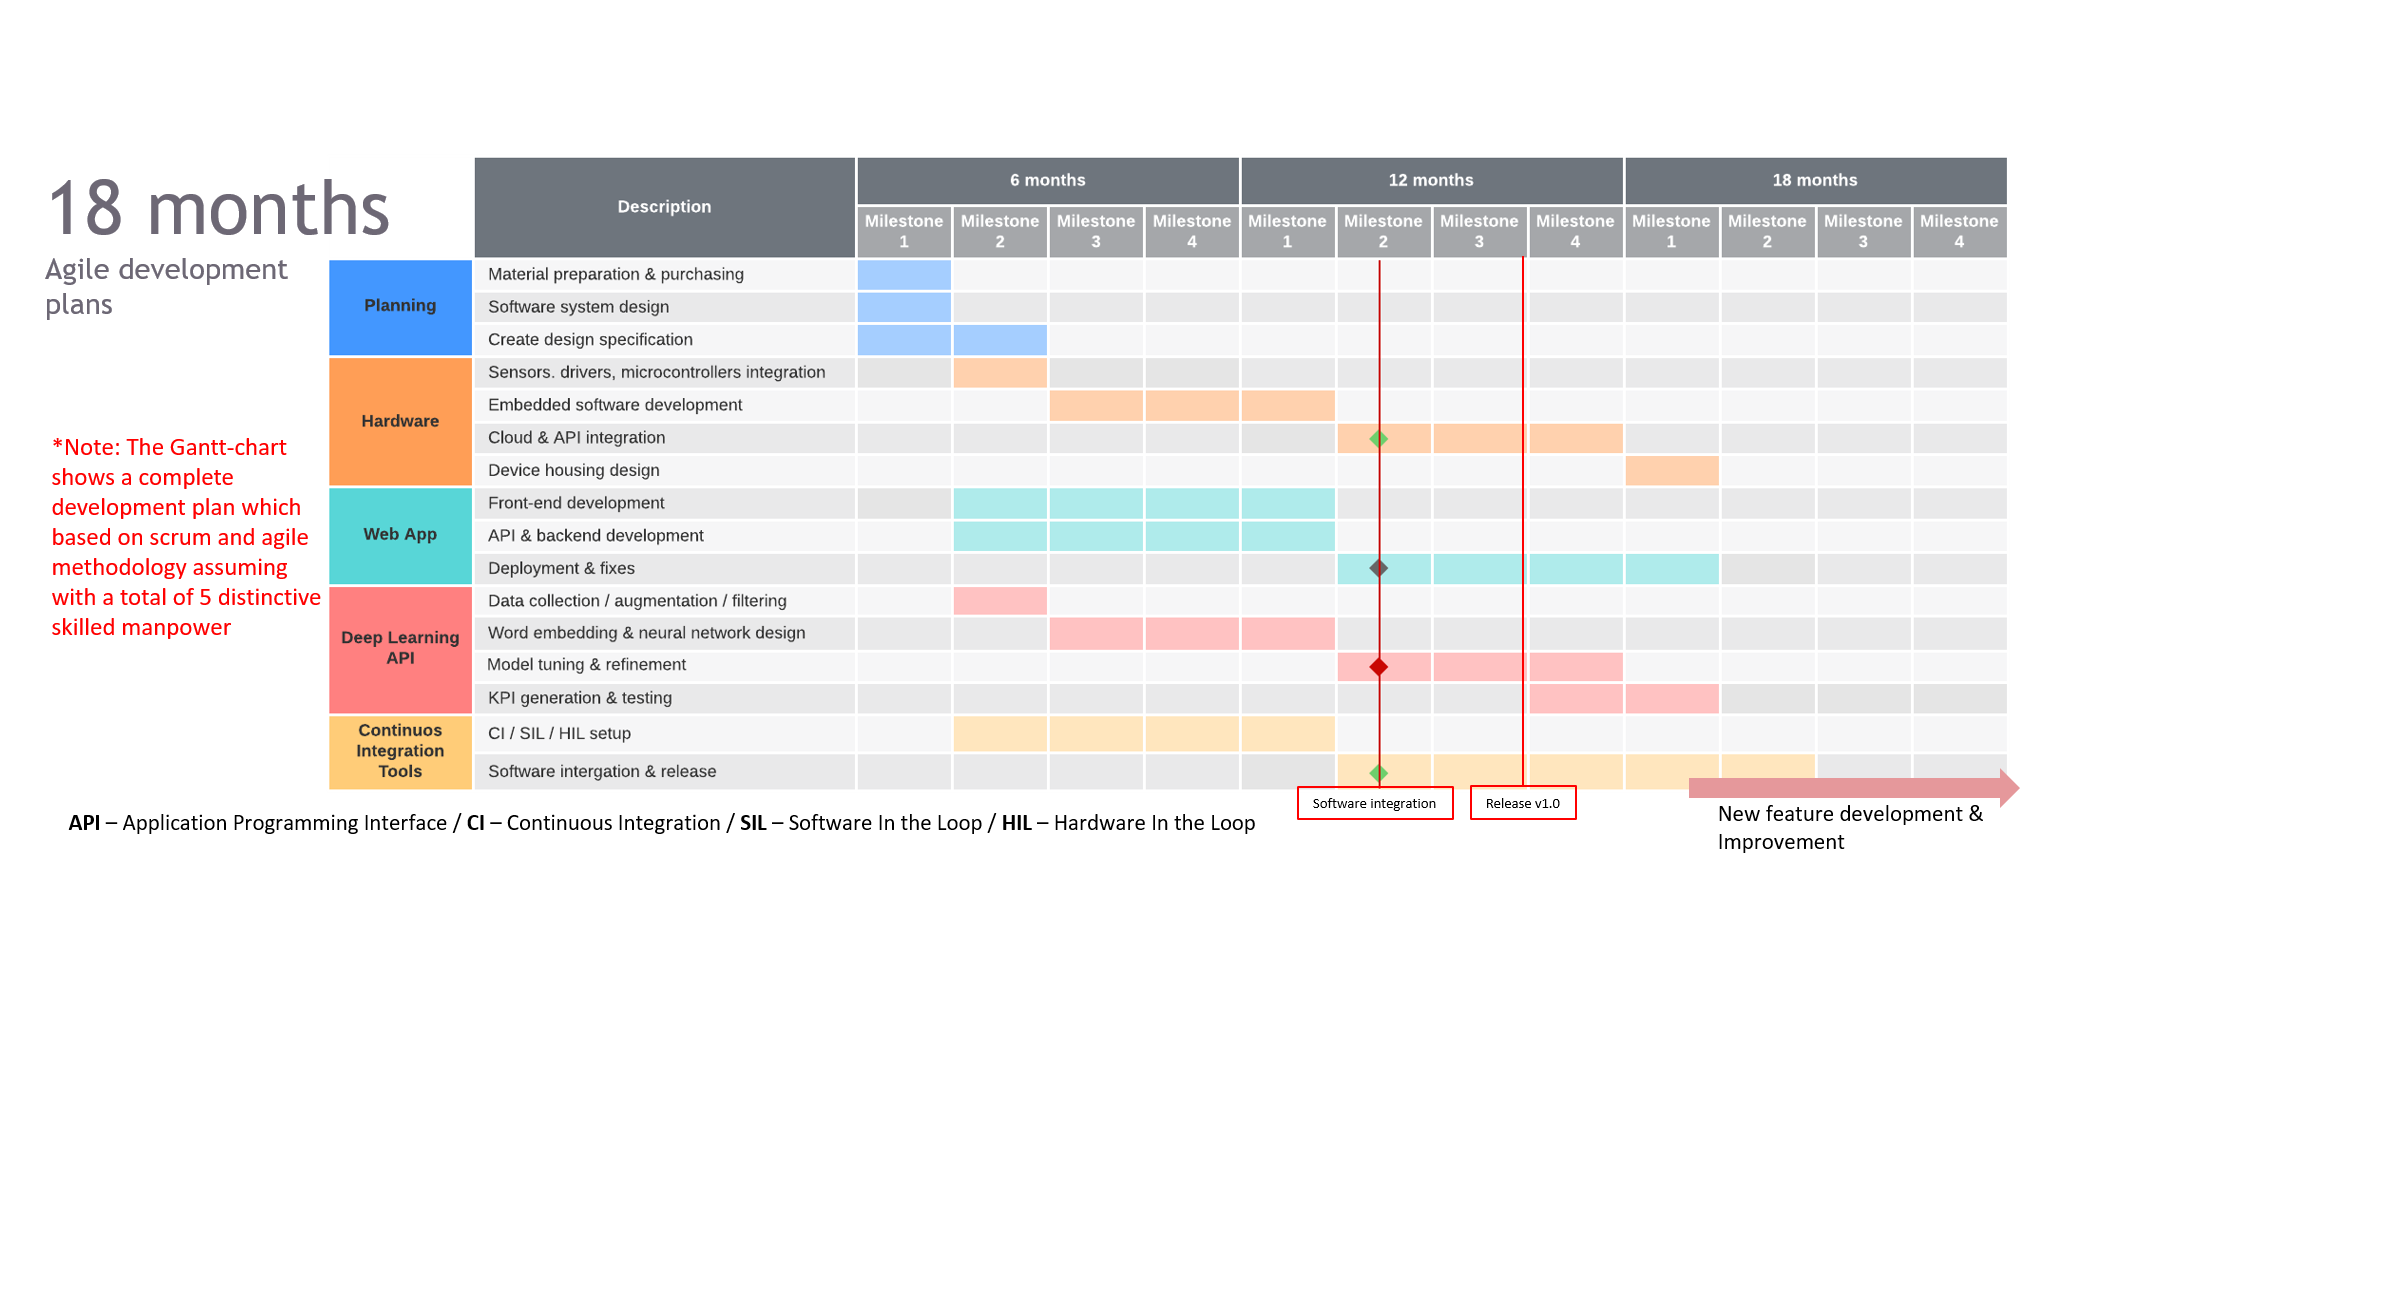 18 months
Agile development
plans
*Note: The Gantt-chart
shows a complete
development plan which
based on scrum and agile
methodology assuming
with a total of 5 distinctive
skilled manpower
Description
6 months
12 months
18 months
Milestone 1
Milestone 2
Milestone 3
Milestone 4
Milestone 1
Milestone 2
Milestone 3
Milestone 4
Milestone 1
Milestone 2
Milestone 3
Milestone 4
Planning
Material preparation & purchasing
Software system design
Create design specification
Hardware
Sensors. drivers, microcontrollers integration
Embedded software development
Cloud & API integration
Device housing design
Web App
Front-end development
API & backend development
Deployment & fixes
Deep Learning
API
Data collection / augmentation / filtering
Word embedding & neural network design
Model tuning & refinement
KPI generation & testing
Continuos
Integration
Tools
CI / SIL / HIL setup
Software intergation & release
Software integration
Release v1.0
New feature development &
Improvement
API – Application Programming Interface / CI – Continuous Integration / SIL – Software In the Loop / HIL – Hardware In the Loop